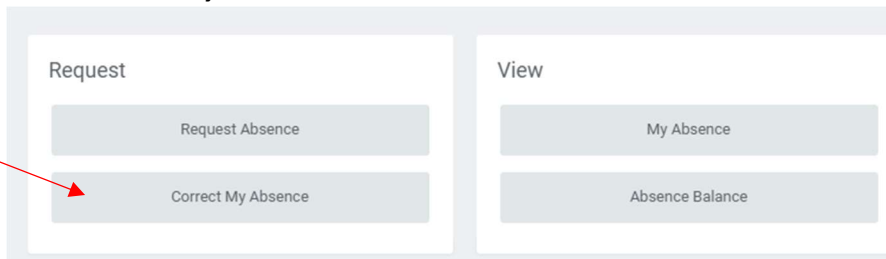 Request
Request Absence
Correct My Absence
View
My Absence
Absence Balance